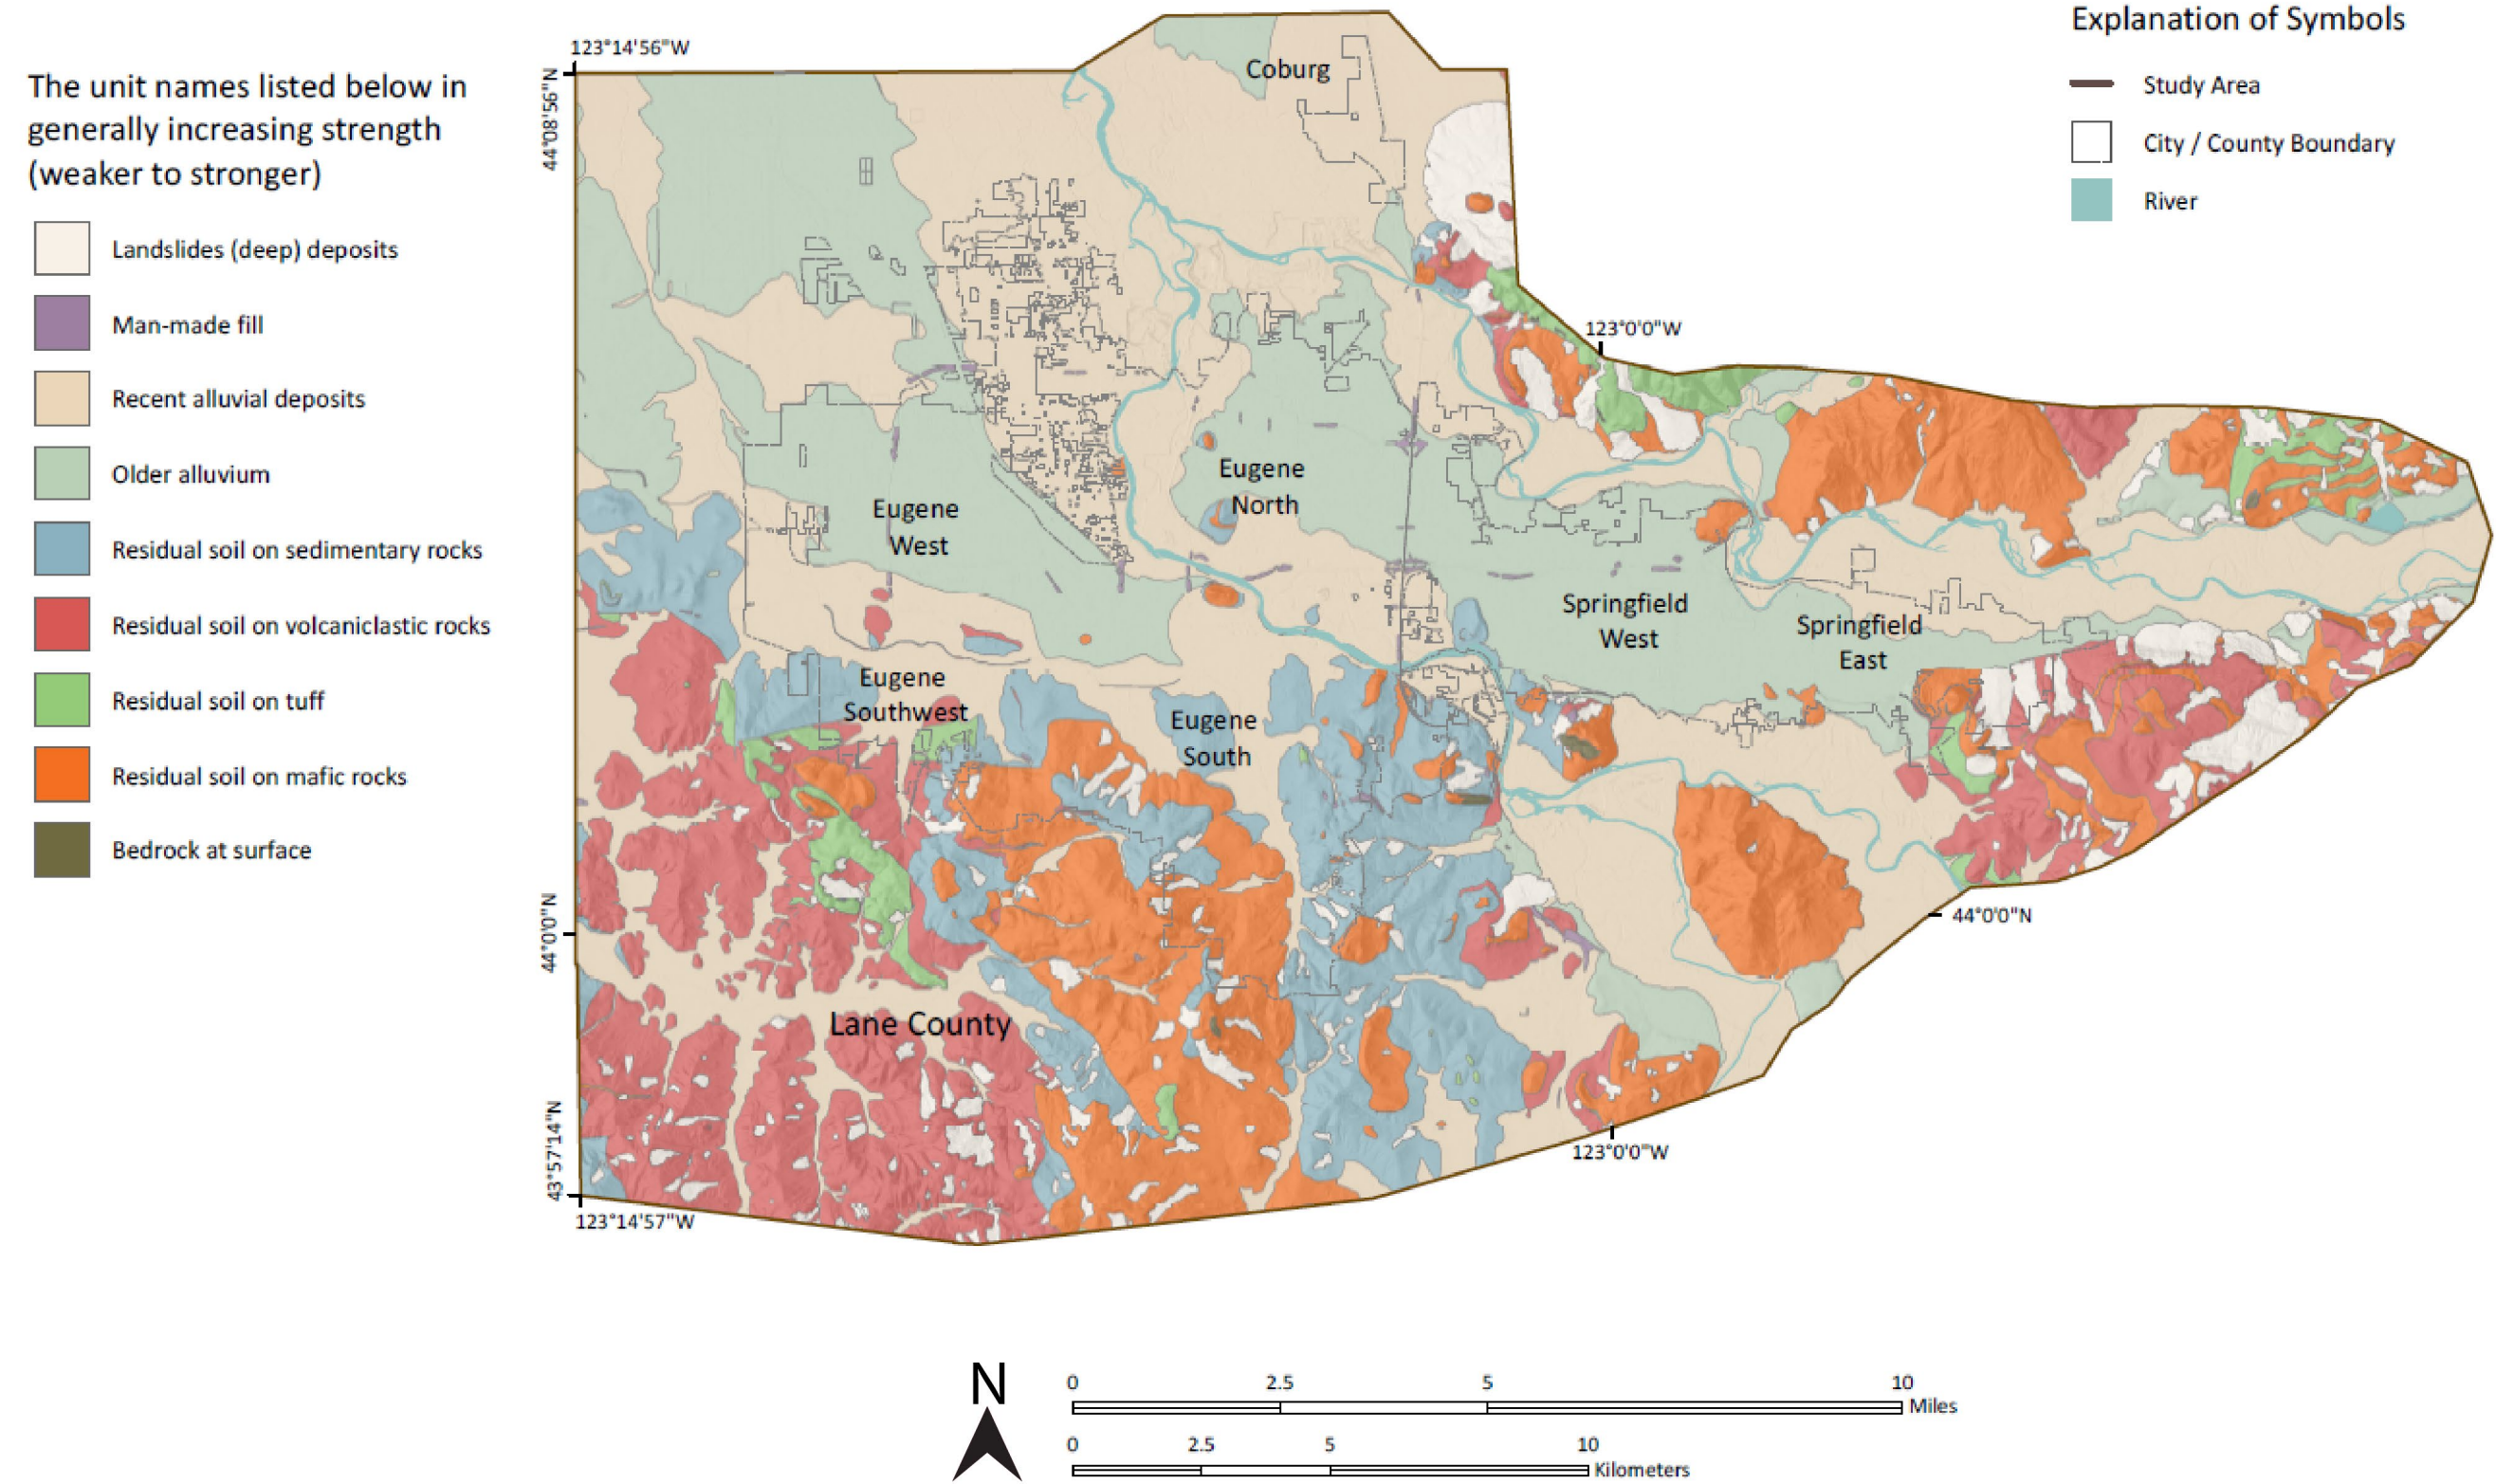 The unit names listed below in
generally increasing strength
(weaker to stronger)
Landslides (deep) deposits
Man-made fill
Recent alluvial deposits
Older alluvium
Residual soil on sedimentary rocks
Residual soil on volcaniclastic rocks
Residual soil on tuff
Residual soil on mafic rocks
Bedrock at surface
Explanation of Symbols
Study Area
City / County Boundary
River
123°14'56"W
44°08'56"N
Coburg
123°0'0"W
Eugene
North
Eugene
West
Springfield
West
Springfield
East
Eugene
Southwest
Eugene
South
44°0'0"N
44°0'0"N
Lane County
43°57'14"N
123°0'0"W
123°14'57"W
N
0 2.5 5 10
Miles
0 2.5 5 10
Kilometers